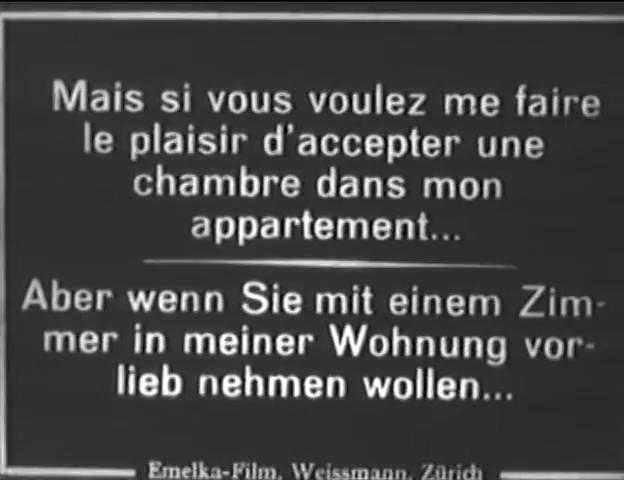 Mais si vous voulez me faire
le plaisir d'accepter une
chambre dans mon
appartement...
Aber wenn Sie mit einem Zim-
mer in meiner Wohnung vor-
lieb nehmen wollen...
Emelka-Film, Weissmann, Zürich